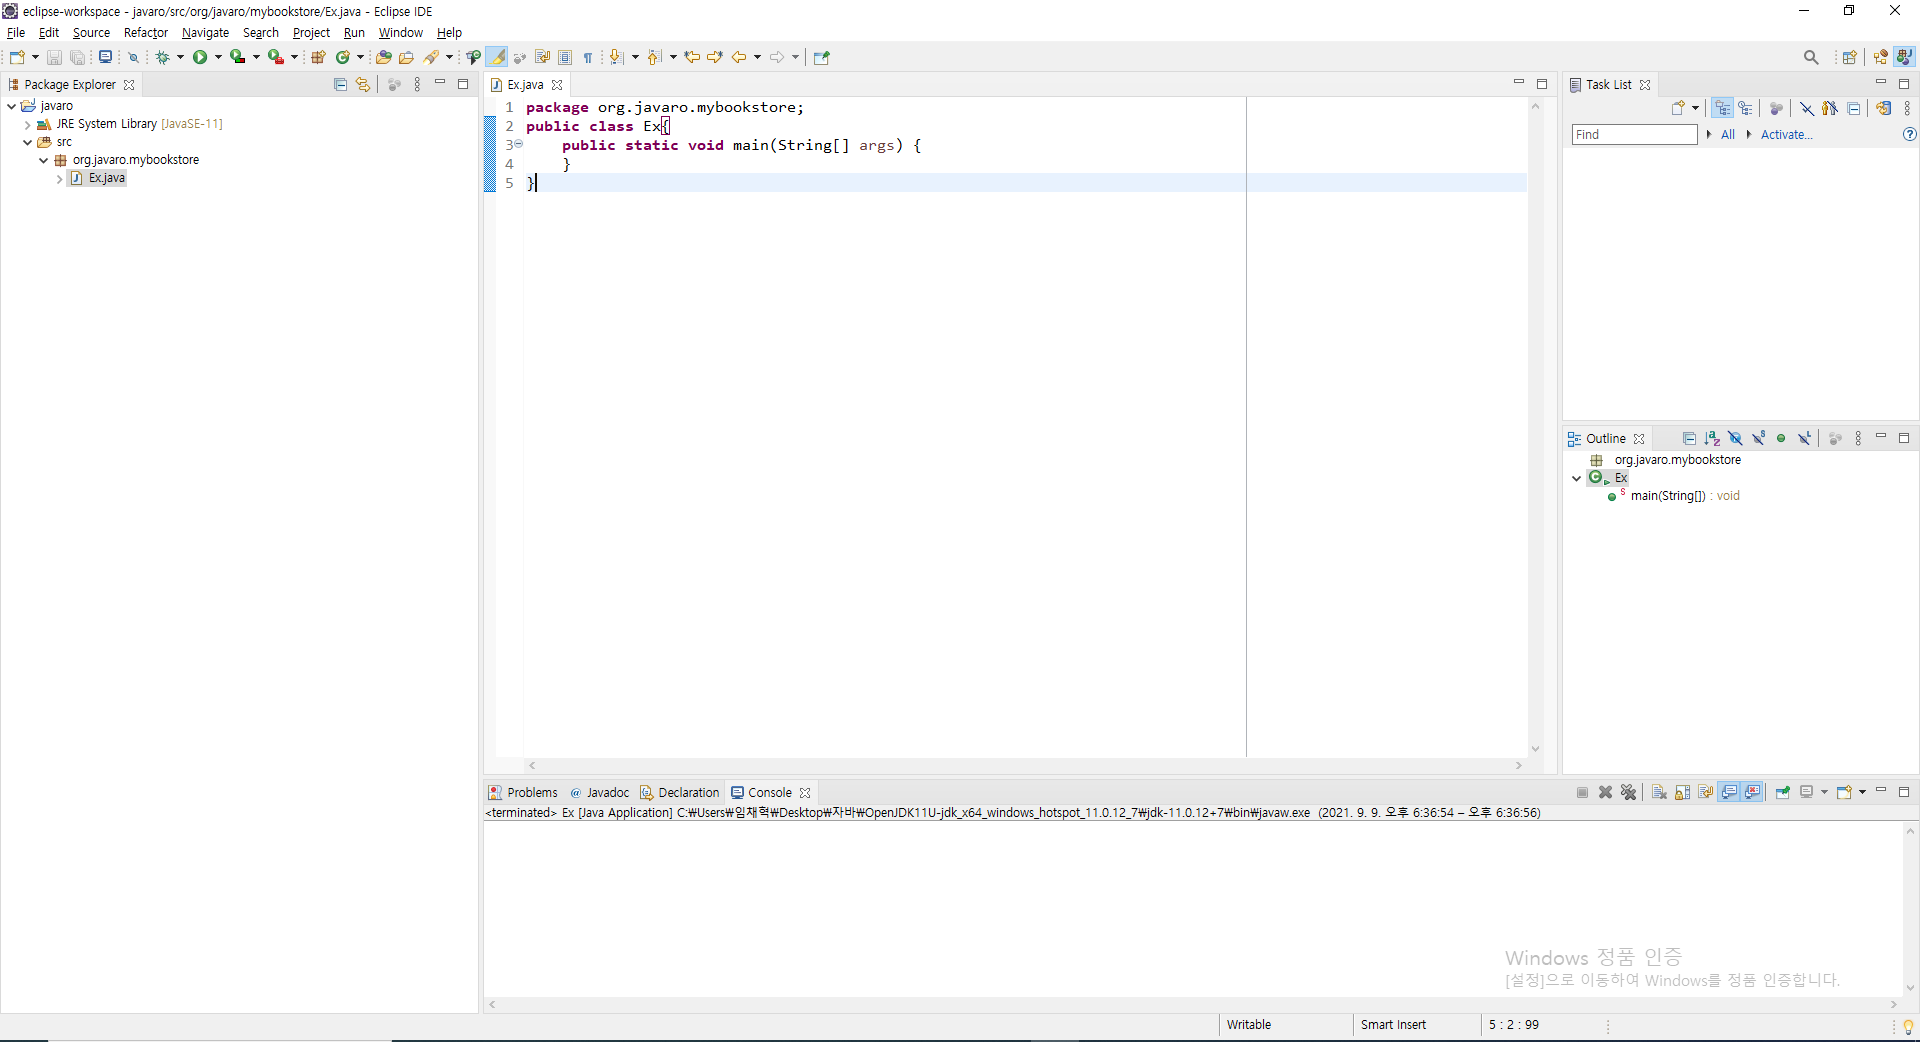 eclipse-workspace - javaro/src/org/javaro/mybookstore/Ex.java - Eclipse IDE
File Edit Source Refactor Navigate Search Project Run Window Help
Package Explorer
javaro
JRE System Library [JavaSE-11]
src
org.javaro.mybookstore
Ex.java
Ex.java
1 package org.javaro.mybookstore;
2 public class Ex{
3 public static void main(String[] args) {
4 }
5 }
Task List
Find All Activate...
Outline
org.javaro.mybookstore
Ex
main(String[]) : void
Problems @ Javadoc Declaration Console
<terminated> Ex [Java Application] C:₩Users₩임채혁₩Desktop₩자바₩OpenJDK11U-jdk_x64_windows_hotspot_11.0.12_7₩jdk-11.0.12+7₩bin₩javaw.exe (2021. 9. 9. 오후 6:36:54 – 오후 6:36:56)
Windows 정품 인증
[설정]으로 이동하여 Windows를 정품 인증합니다.
Writable Smart Insert 5 : 2 : 99